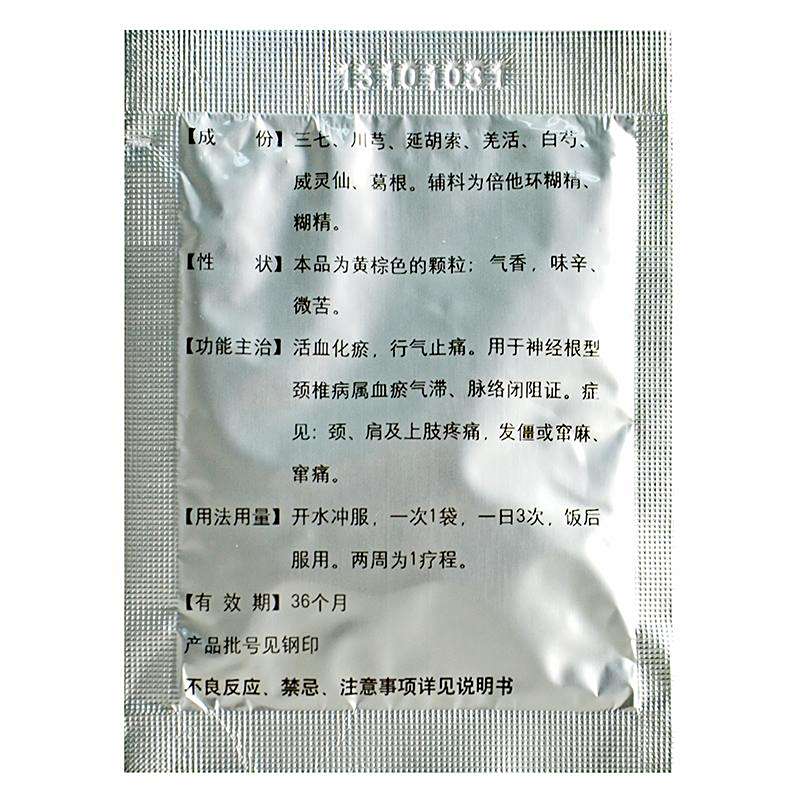 13101031
【成 份】三七、川芎、延胡索、羌活、白芍、
威灵仙、葛根。辅料为倍他环糊精、
糊精。
【性 状】本品为黄棕色的颗粒；气香，味辛、
微苦。
【功能主治】活血化瘀，行气止痛。用于神经根型
颈椎病属血瘀气滞、脉络闭阻证。症
见：颈、肩及上肢疼痛，发僵或窜麻、
窜痛。
【用法用量】开水冲服，一次1袋，一日3次，饭后
服用。两周为1疗程。
【有 效 期】36个月
产品批号见钢印
不良反应、禁忌、注意事项详见说明书